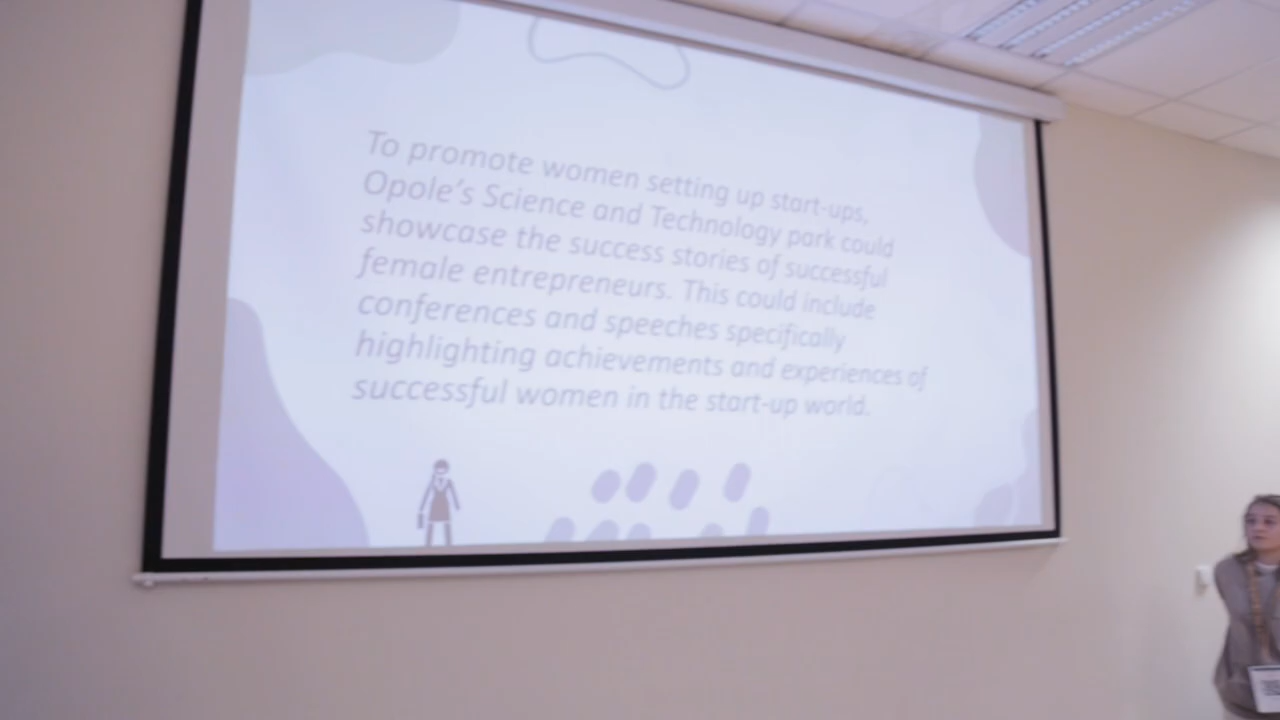 To promote women setting up start-ups,
Opole's Science and Technology park could
showcase the success stories of successful
female entrepreneurs. This could include
conferences and speeches specifically
highlighting achievements and experiences of
successful women in the start-up world.